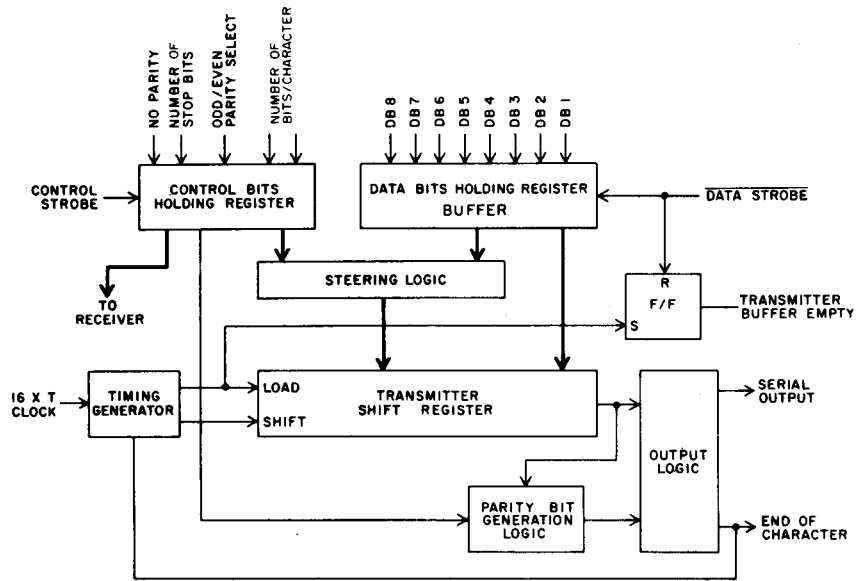 NO PARITY
NUMBER OF
STOP BITS
ODD/EVEN
PARITY SELECT
NUMBER OF
BITS/CHARACTER
DB8
DB7
DB6
DB5
DB4
DB3
DB2
DB1
CONTROL
STROBE
CONTROL BITS
HOLDING REGISTER
DATA BITS HOLDING REGISTER
BUFFER
DATA STROBE
STEERING LOGIC
TO
RECEIVER
R
F/F
S
TRANSMITTER
BUFFER EMPTY
16 X T
CLOCK
TIMING
GENERATOR
LOAD
SHIFT
TRANSMITTER
SHIFT REGISTER
SERIAL
OUTPUT
OUTPUT
LOGIC
PARITY BIT
GENERATION
LOGIC
END OF
CHARACTER